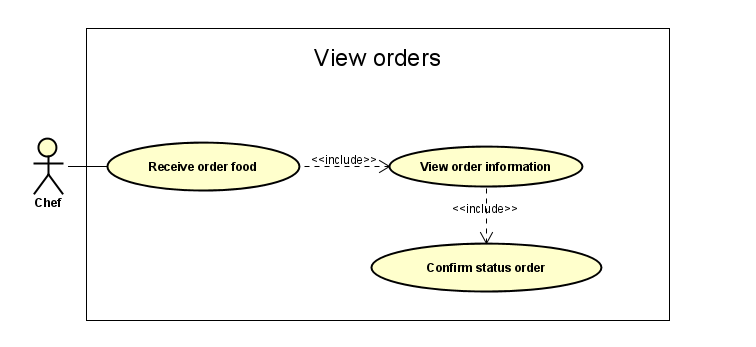 View orders
Receive order food
<<include>>
View order information
<<include>>
Chef
Confirm status order